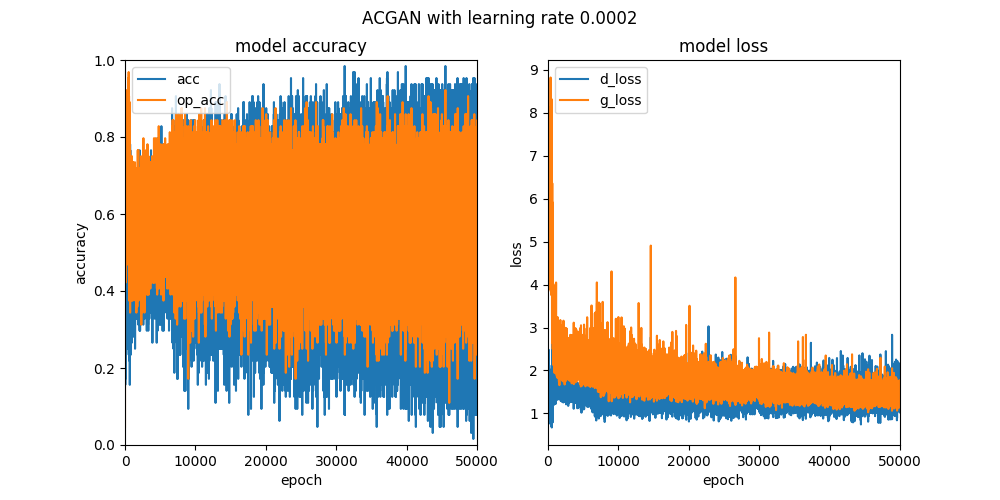 ACGAN with learning rate 0.0002
model accuracy
acc
op_acc
accuracy
1.0
0.8
0.6
0.4
0.2
0.0
0 10000 20000 30000 40000 50000
epoch
model loss
d_loss
g_loss
loss
9
8
7
6
5
4
3
2
1
0 10000 20000 30000 40000 50000
epoch